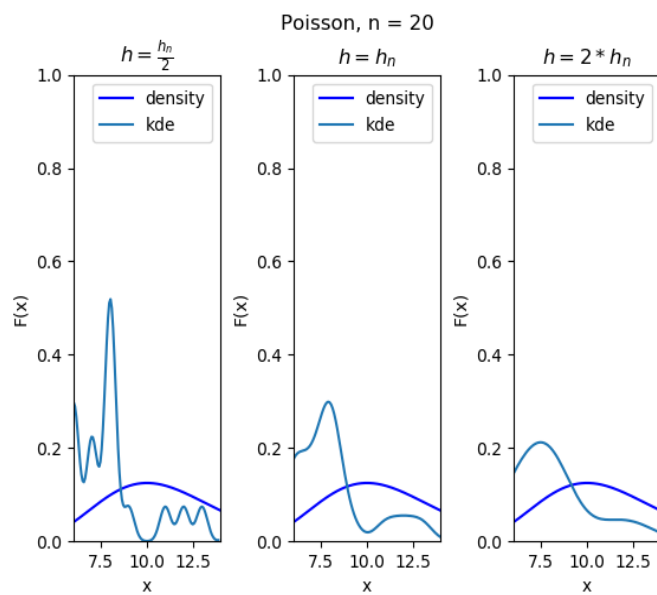 Poisson, n = 20
h = h_n/2
h = h_n
h = 2 * h_n
density
kde
density
kde
density
kde
F(x)
1.0
0.8
0.6
0.4
0.2
0.0
7.5 10.0 12.5
x
F(x)
1.0
0.8
0.6
0.4
0.2
0.0
7.5 10.0 12.5
x
F(x)
1.0
0.8
0.6
0.4
0.2
0.0
7.5 10.0 12.5
x